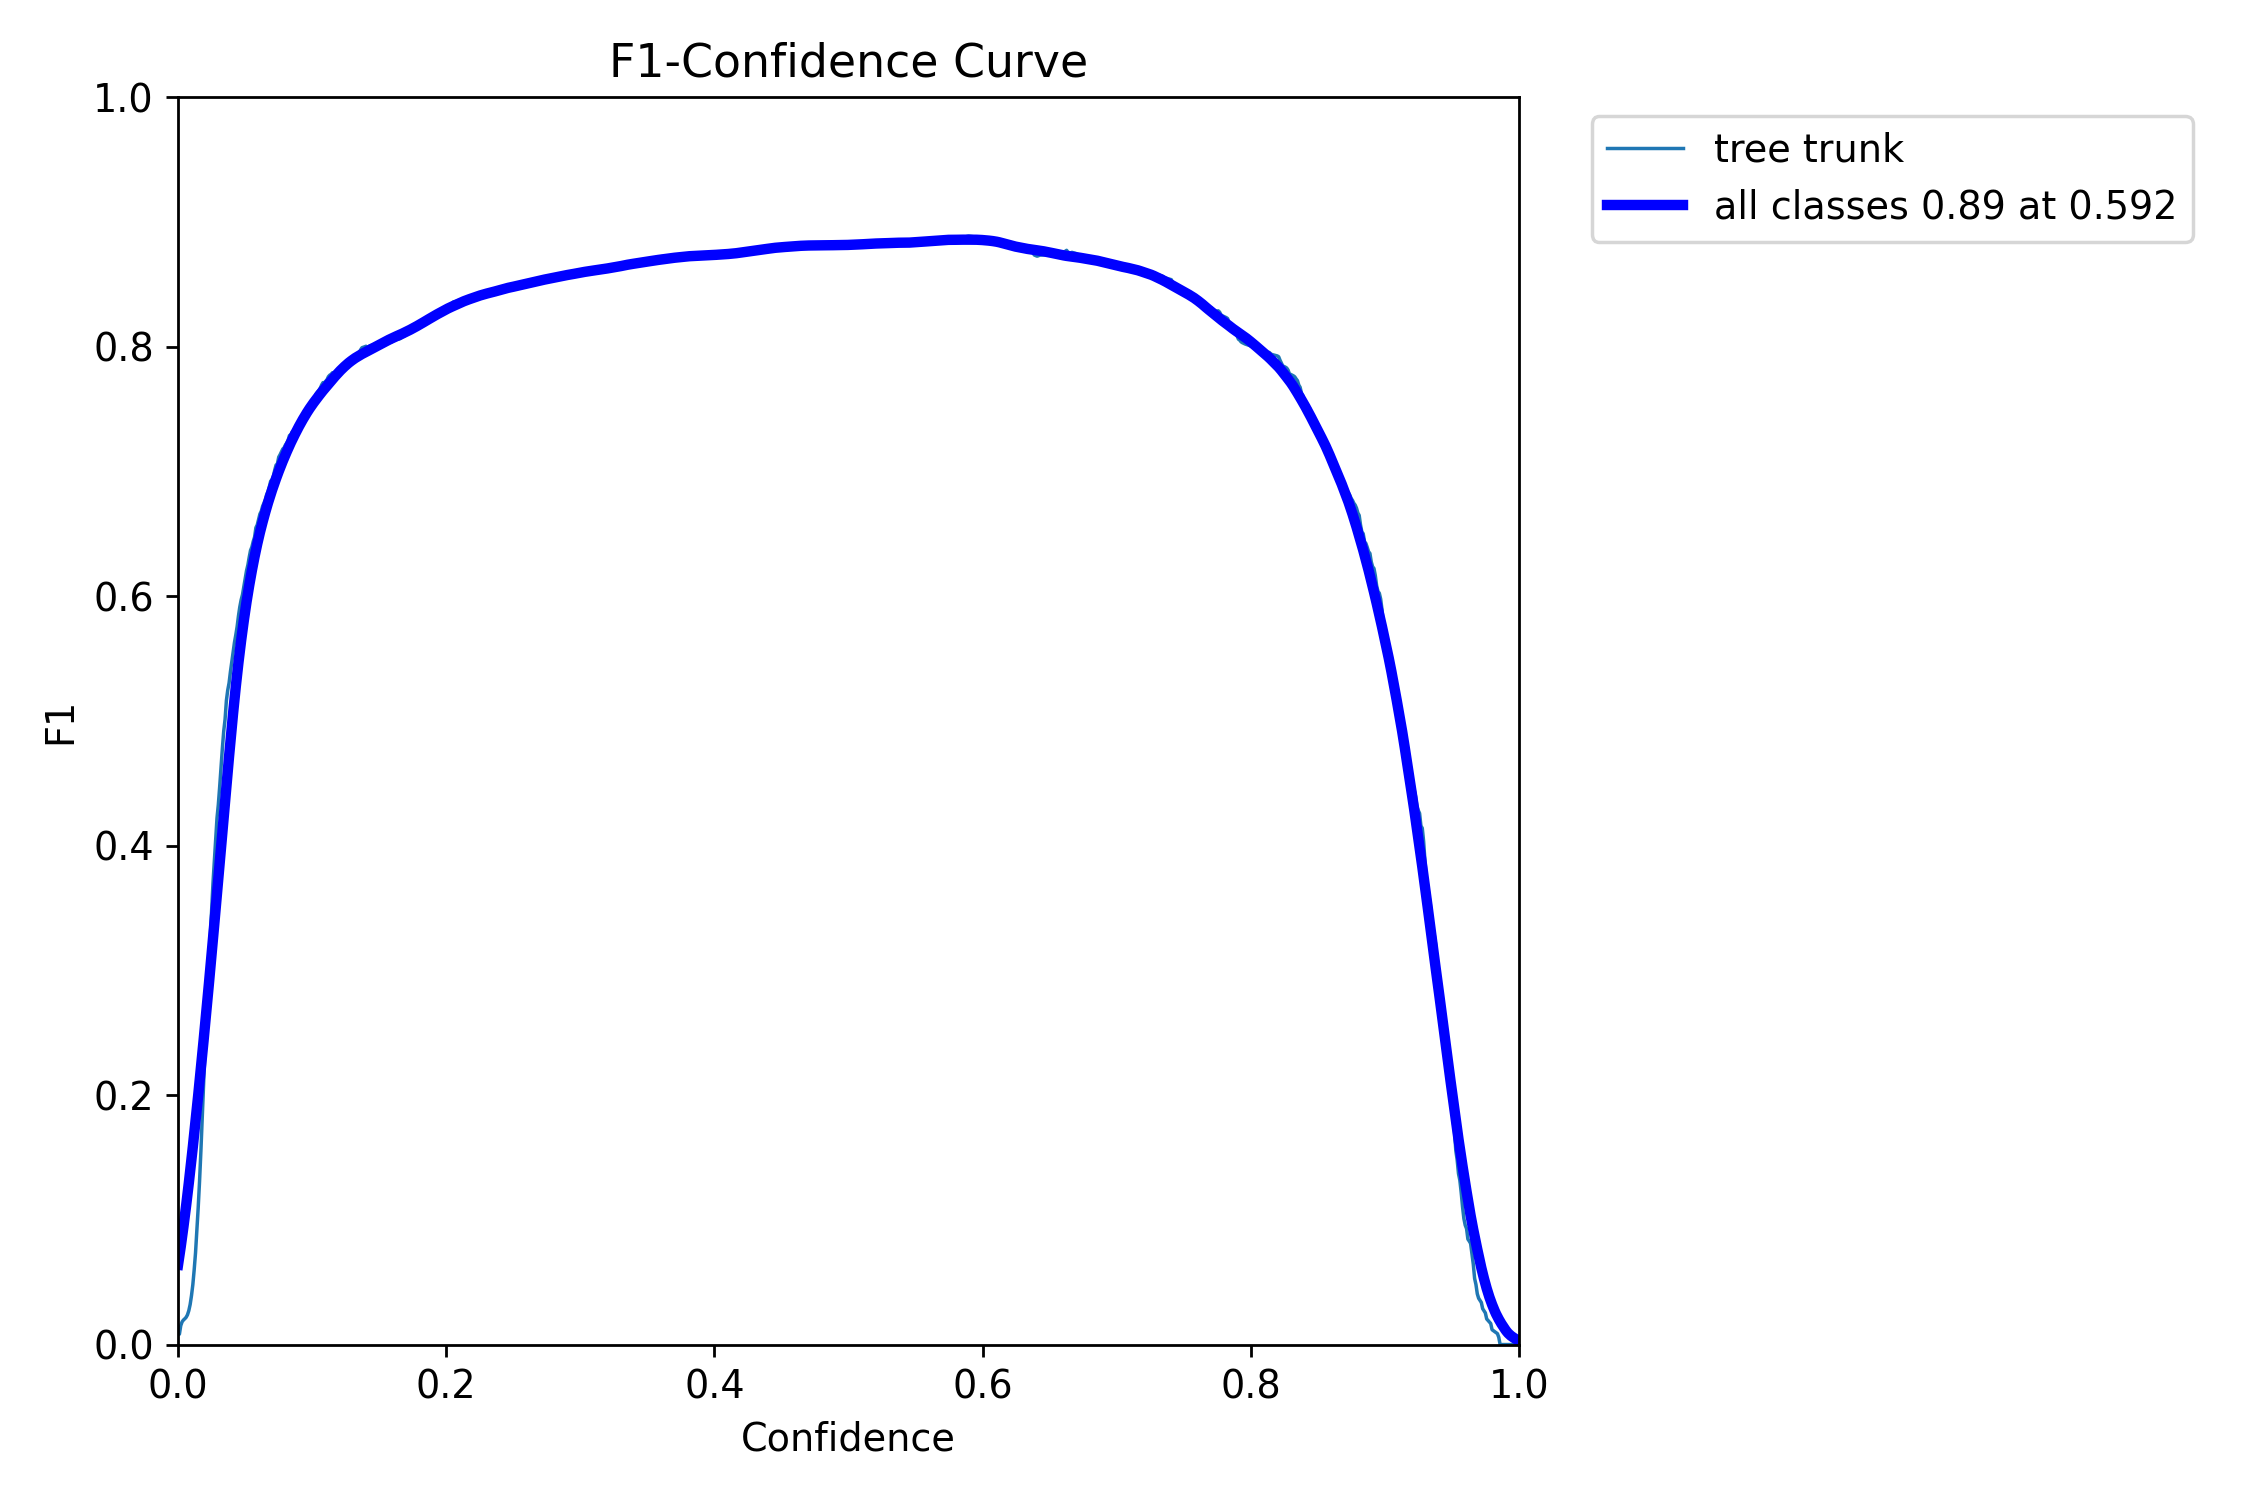 F1-Confidence Curve
tree trunk
all classes 0.89 at 0.592
1.0
0.8
0.6
0.4
0.2
0.0
F1
0.0 0.2 0.4 0.6 0.8 1.0
Confidence